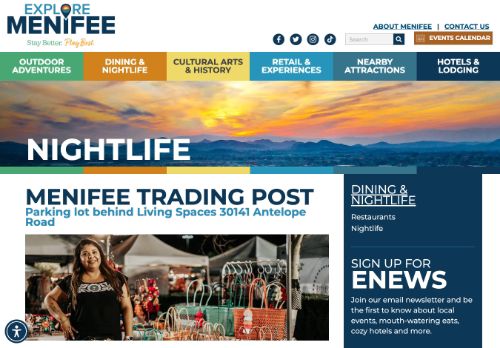 EXPLORE
MENIFEE
Stay Better. Play Best.
ABOUT MENIFEE | CONTACT US
Search
EVENTS CALENDAR
OUTDOOR ADVENTURES
DINING & NIGHTLIFE
CULTURAL ARTS & HISTORY
RETAIL & EXPERIENCES
NEARBY ATTRACTIONS
HOTELS & LODGING
NIGHTLIFE
MENIFEE TRADING POST
Parking lot behind Living Spaces 30141 Antelope
Road
DINING &
NIGHTLIFE
Restaurants
Nightlife
SIGN UP FOR
ENEWS
Join our email newsletter and be
the first to know about local
events, mouth-watering eats,
cozy hotels and more.